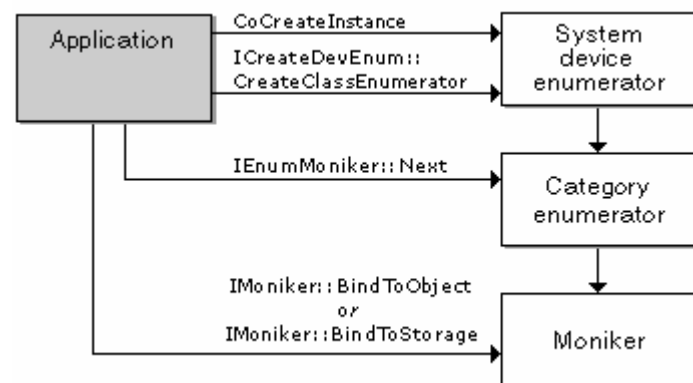 Application
CoCreateInstance
ICreateDevEnum::
CreateClassEnumerator
System
device
enumerator
IEnumMoniker::Next
Category
enumerator
IMoniker::BindToObject
or
IMoniker::BindToStorage
Moniker